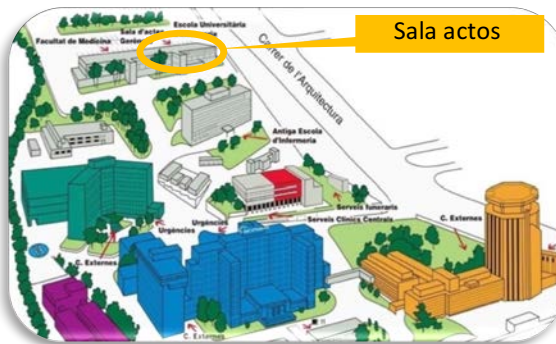 Sala actos
Escola Universitària
Sala d'actes
Facultat de Medicina
Carrer de l'Arquitectura
Antiga Escola
d'Infermeria
Serveis funeraris
Serveis Clínics Centrals
C. Externes
Urgències
Urgències
C. Externes
C. Externes